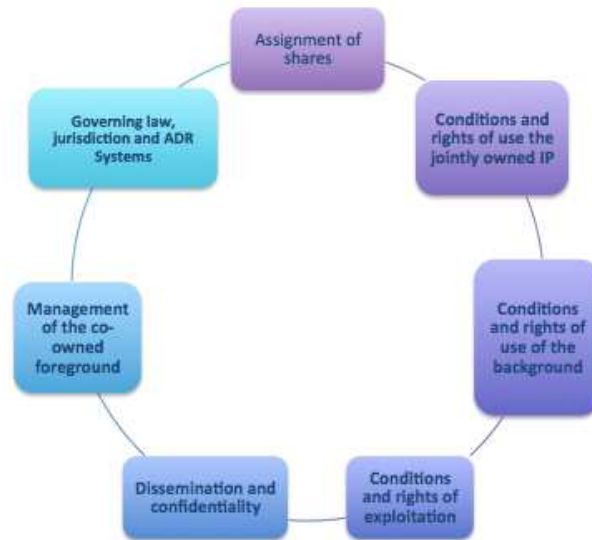 Assignment of
shares
Conditions and
rights of use the
jointly owned IP
Conditions
and rights of
use of the
background
Conditions
and rights of
exploitation
Dissemination and
confidentiality
Management
of the co-
owned
foreground
Governing law,
jurisdiction and ADR
Systems